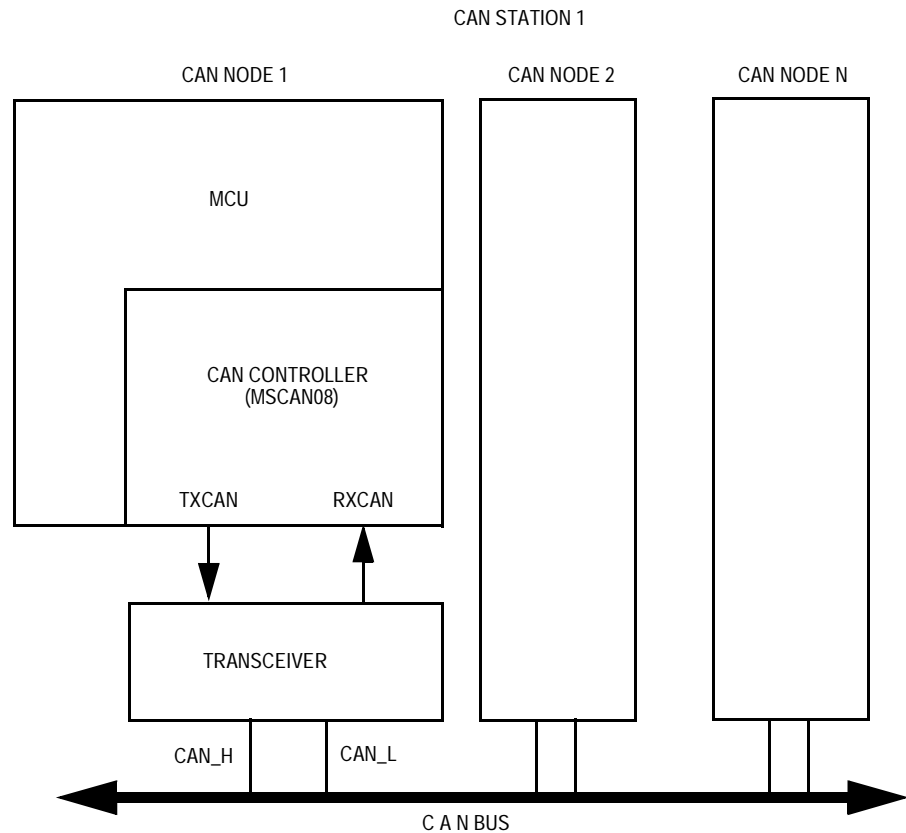 CAN STATION 1
CAN NODE 1
CAN NODE 2
CAN NODE N
MCU
CAN CONTROLLER
(MSCAN08)
TXCAN
RXCAN
TRANSCEIVER
CAN_H
CAN_L
C A N BUS